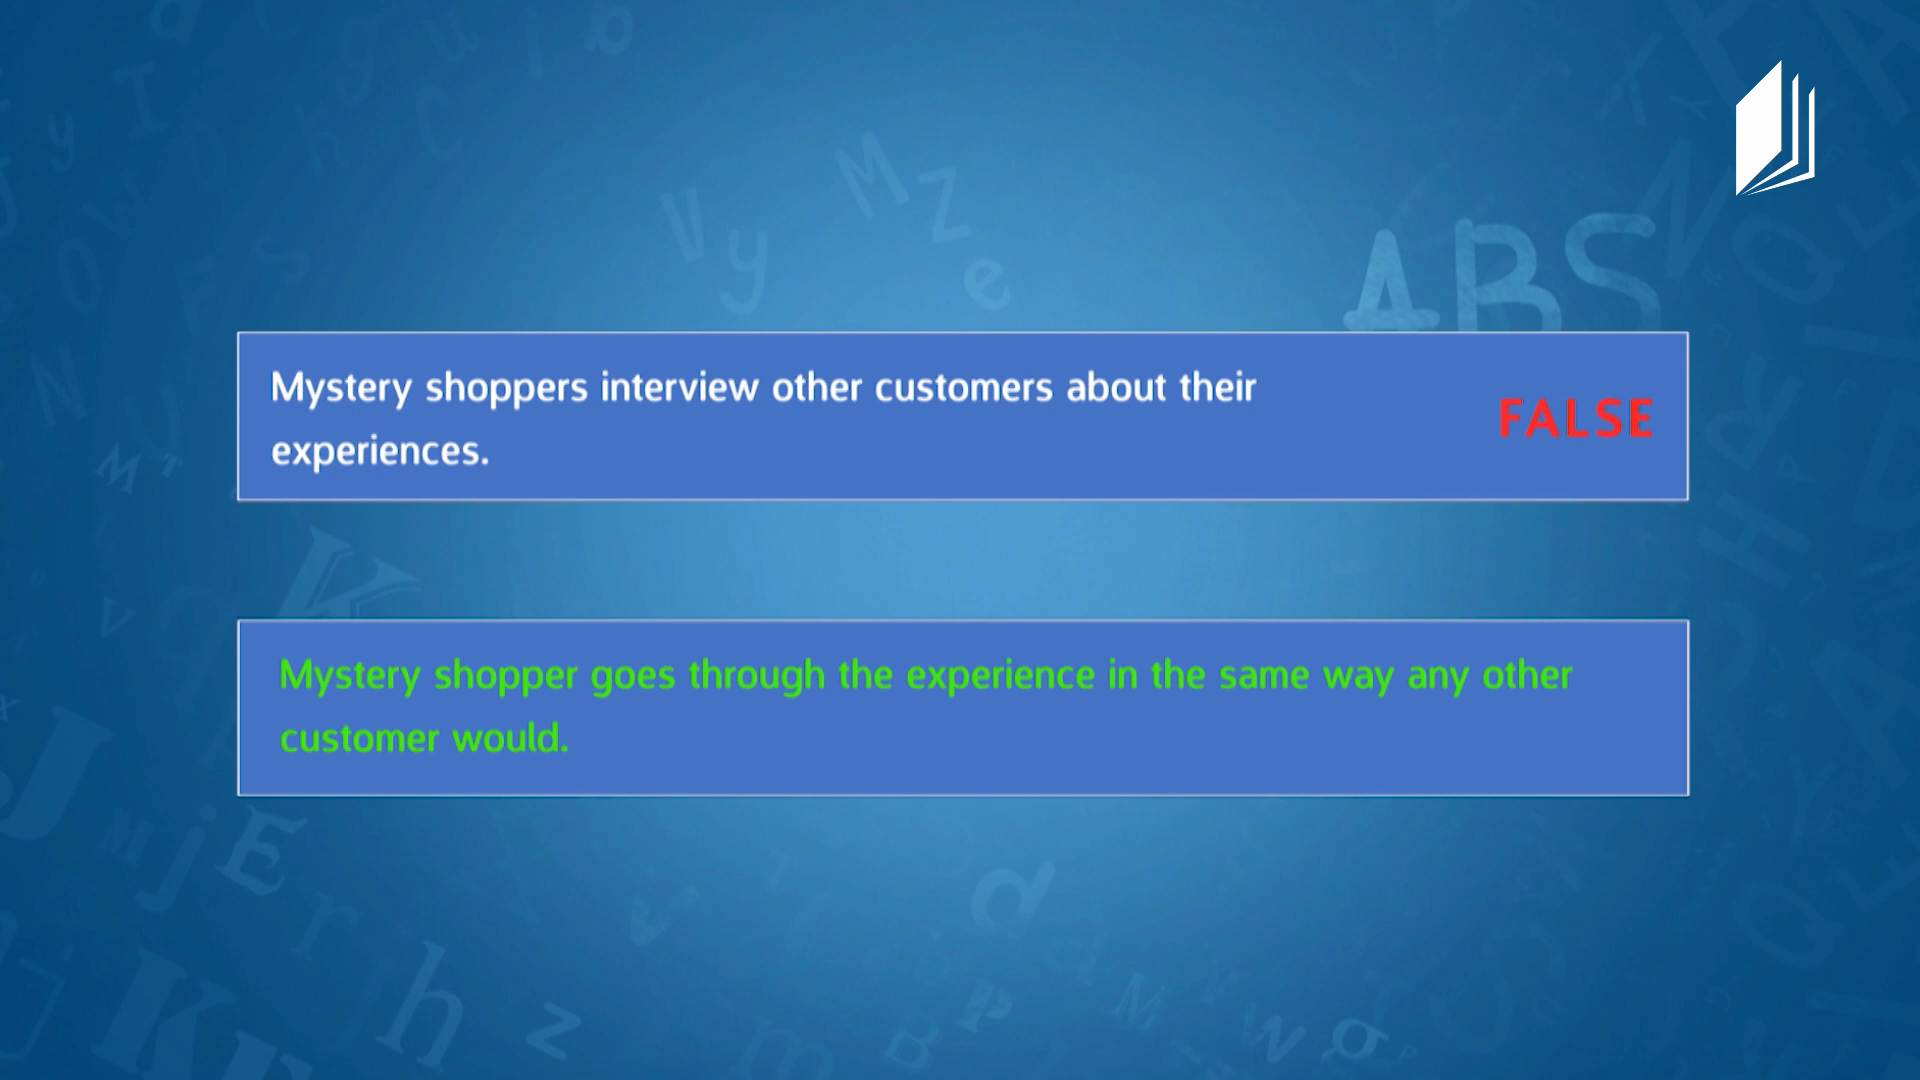 Mystery shoppers interview other customers about their
experiences.
FALSE
Mystery shopper goes through the experience in the same way any other
customer would.